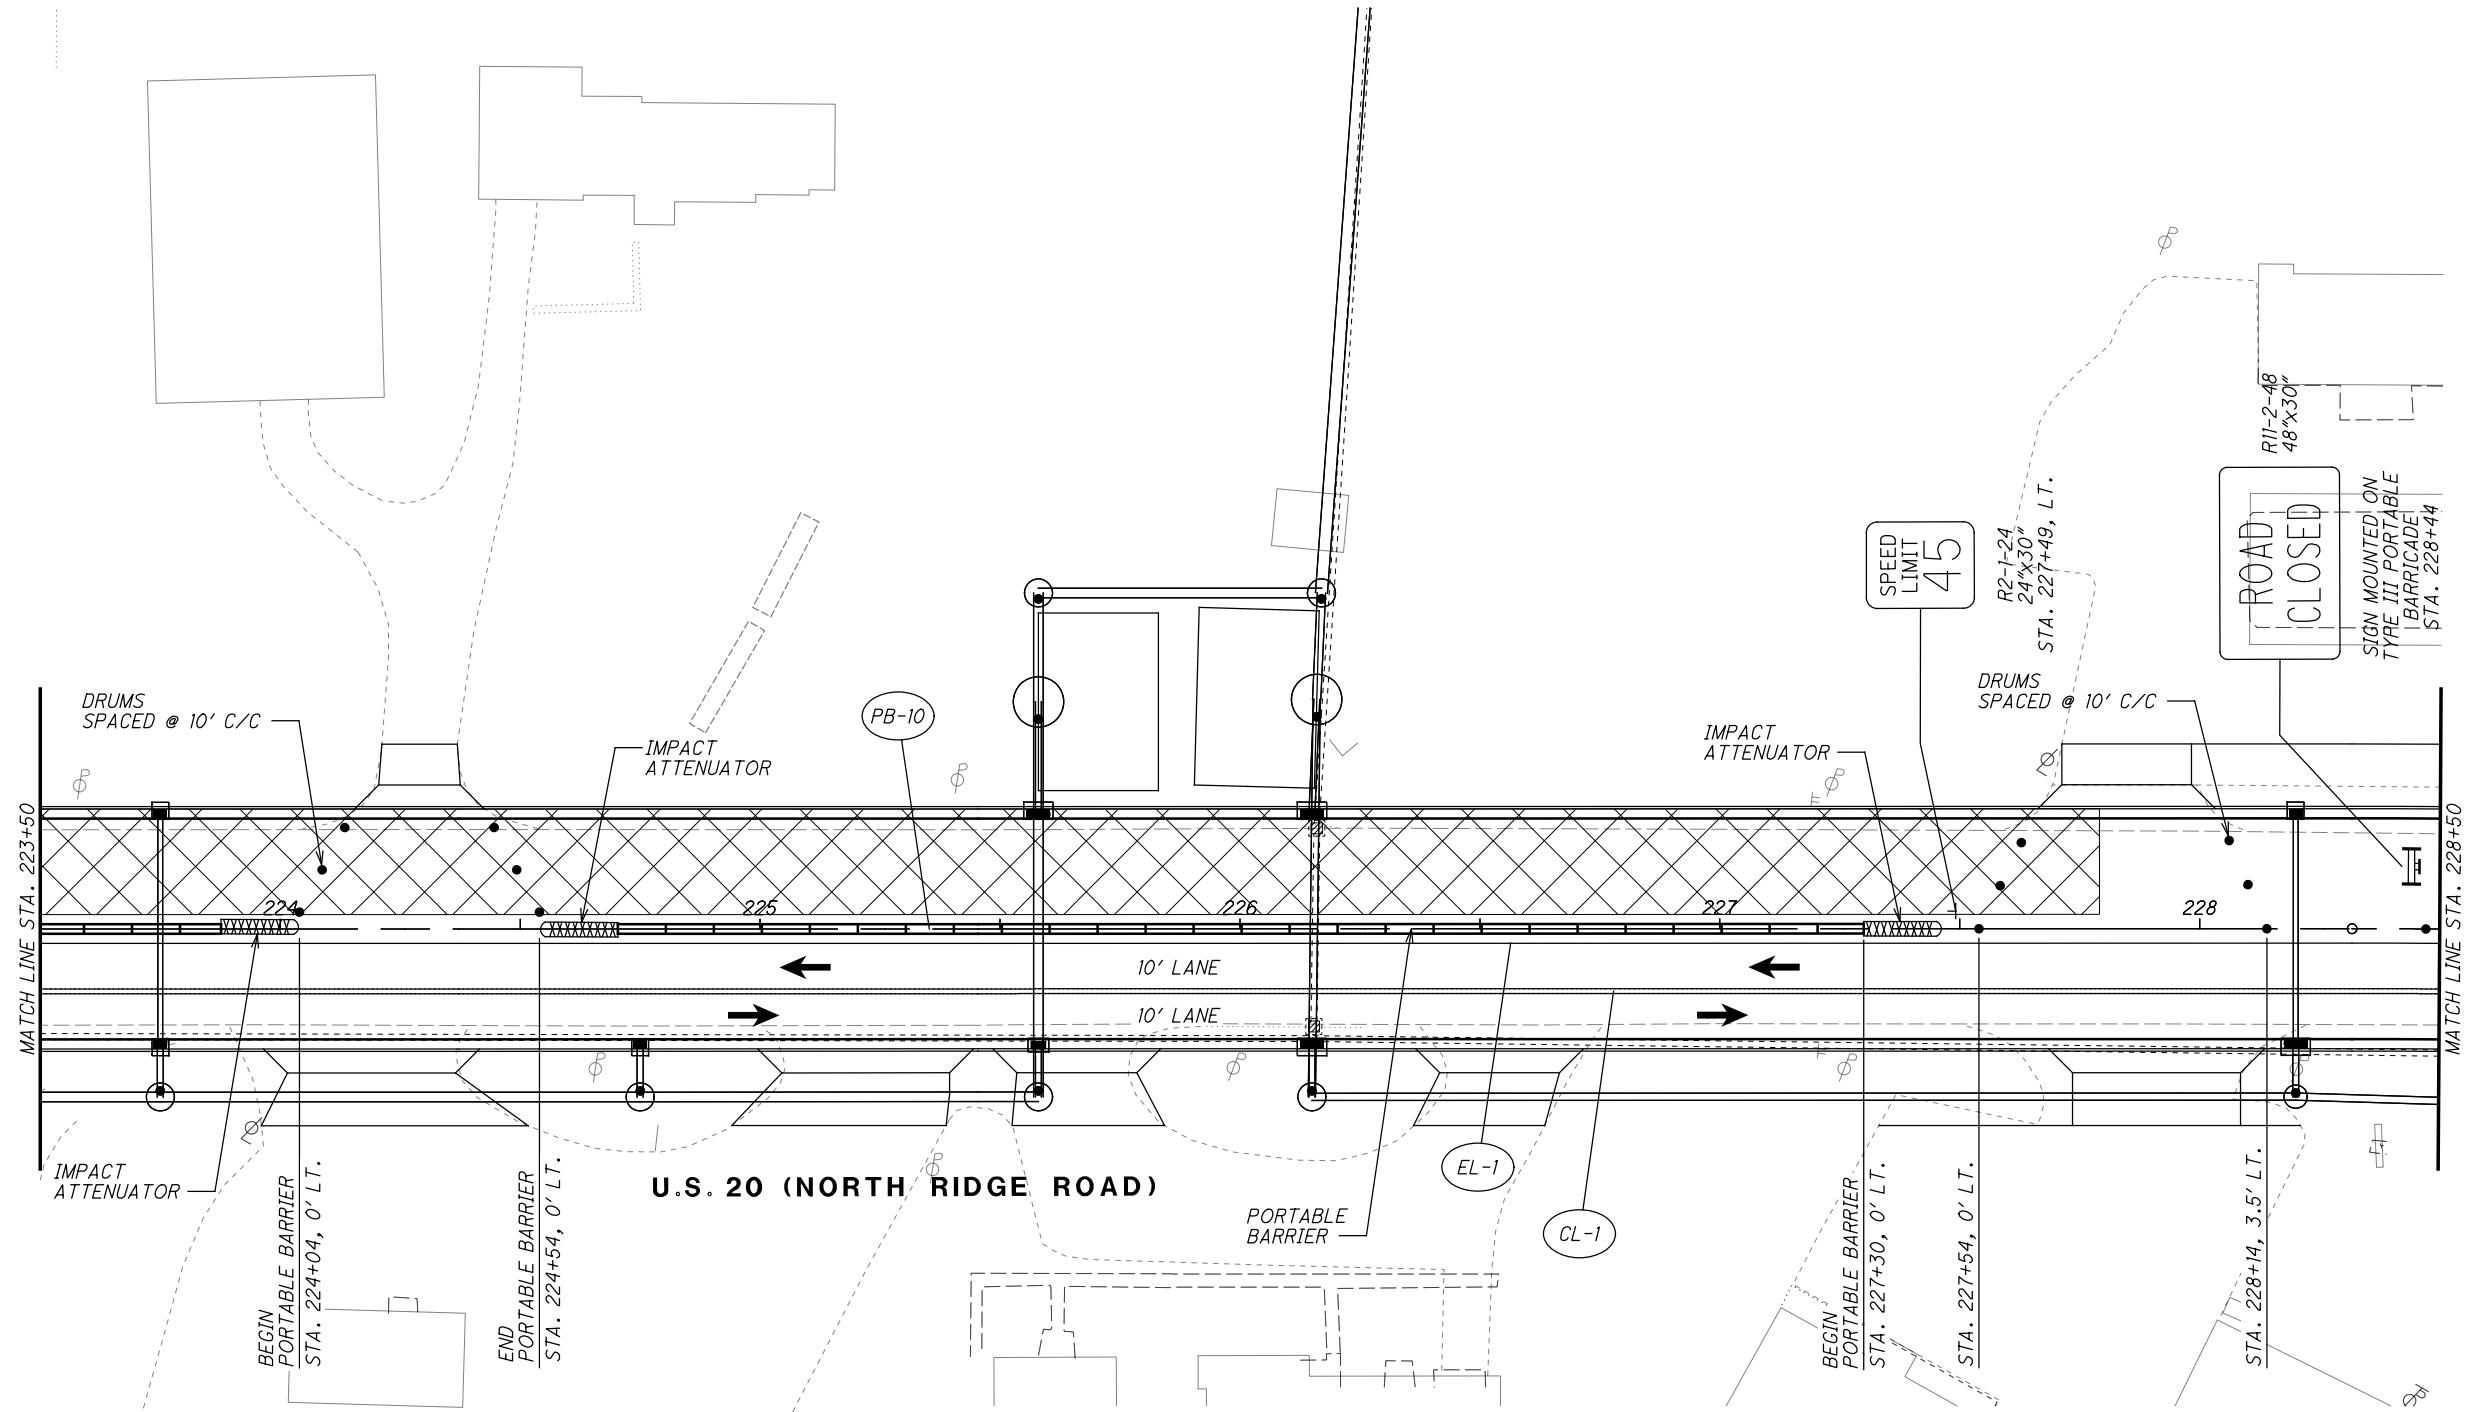 R11-2-48
48"x30"
ROAD
CLOSED
SIGN MOUNTED ON
TYPE III PORTABLE
BARRICADE
STA. 228+44
SPEED
LIMIT
45
R2-1-24
24"x30"
STA. 227+49, LT.
DRUMS
SPACED @ 10' C/C
IMPACT
ATTENUATOR
PB-10
IMPACT
ATTENUATOR
DRUMS
SPACED @ 10' C/C
MATCH LINE STA. 223+50
224
225
226
227
228
MATCH LINE STA. 228+50
10' LANE
10' LANE
IMPACT
ATTENUATOR
U.S. 20 (NORTH RIDGE ROAD)
EL-1
PORTABLE
BARRIER
CL-1
BEGIN
PORTABLE BARRIER
STA. 224+04, 0' LT.
END
PORTABLE BARRIER
STA. 224+54, 0' LT.
BEGIN
PORTABLE BARRIER
STA. 227+30, 0' LT.
STA. 227+54, 0' LT.
STA. 228+14, 3.5' LT.